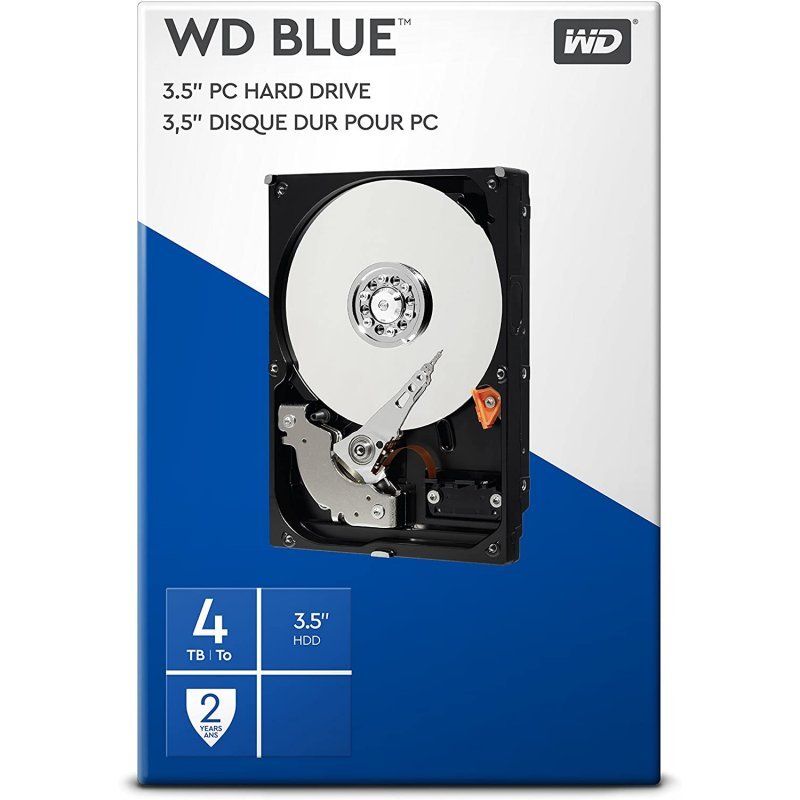 WD BLUE™
WD®
3.5" PC HARD DRIVE
3,5" DISQUE DUR POUR PC
4
TB | To
3.5"
HDD
2
YEARS
ANS